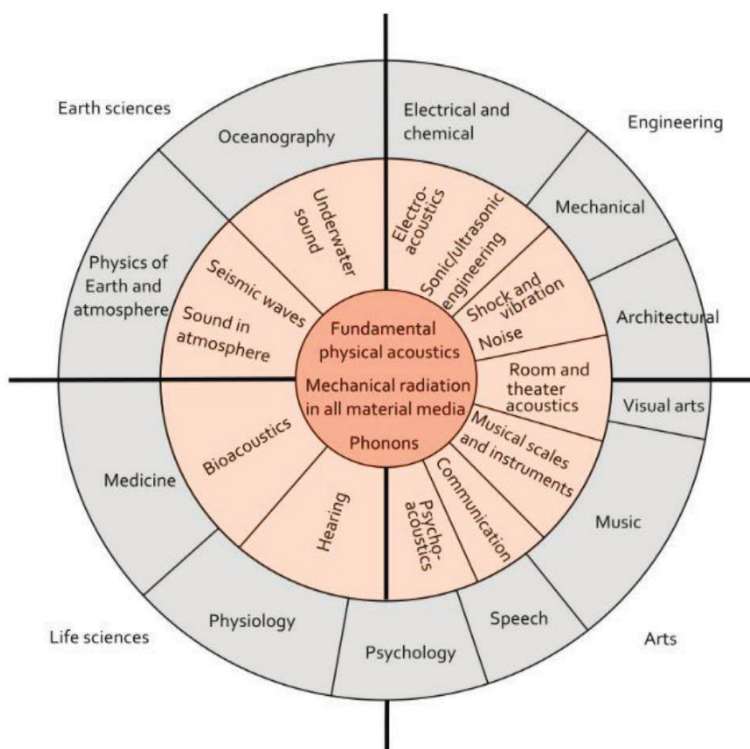 Earth sciences
Engineering
Life sciences
Arts
Oceanography
Electrical and
chemical
Mechanical
Architectural
Visual arts
Music
Speech
Psychology
Physiology
Medicine
Physics of
Earth and
atmosphere
Underwater
sound
Electro-
acoustics
Sonic/ultrasonic
engineering
Shock and
vibration
Noise
Room and
theater
acoustics
Musical scales
and instruments
Communication
Psycho-
acoustics
Hearing
Bioacoustics
Seismic waves
Sound in
atmosphere
Fundamental
physical acoustics
Mechanical radiation
in all material media
Phonons